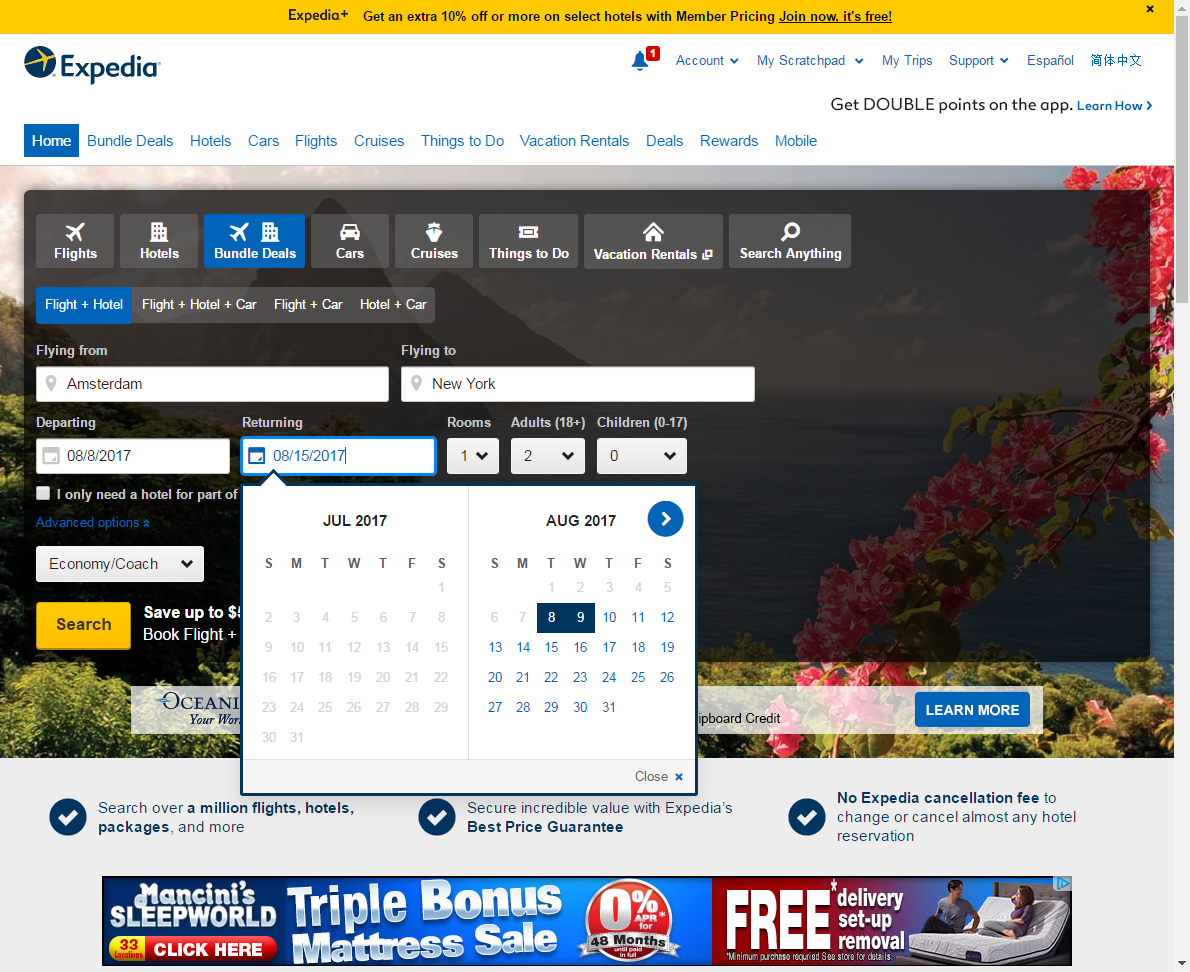 Expedia+ Get an extra 10% off or more on select hotels with Member Pricing Join now, it's free!
Expedia
1 Account My Scratchpad My Trips Support Español 简体中文
Get DOUBLE points on the app. Learn How
Home Bundle Deals Hotels Cars Flights Cruises Things to Do Vacation Rentals Deals Rewards Mobile
Flights Hotels Bundle Deals Cars Cruises Things to Do Vacation Rentals Search Anything
Flight + Hotel Flight + Hotel + Car Flight + Car Hotel + Car
Flying from Flying to
Amsterdam New York
Departing Returning Rooms Adults (18+) Children (0-17)
08/8/2017 08/15/2017 1 2 0
I only need a hotel for part of
Advanced options
Economy/Coach
Search
Save up to $
Book Flight +
JUL 2017
S M T W T F S
1
2 3 4 5 6 7 8
9 10 11 12 13 14 15
16 17 18 19 20 21 22
23 24 25 26 27 28 29
30 31
AUG 2017
S M T W T F S
1 2 3 4 5
6 7 8 9 10 11 12
13 14 15 16 17 18 19
20 21 22 23 24 25 26
27 28 29 30 31
Close
OCEANI
Your Wor
ipboard Credit
LEARN MORE
Search over a million flights, hotels,
packages, and more
Secure incredible value with Expedia's
Best Price Guarantee
No Expedia cancellation fee to
change or cancel almost any hotel
reservation
Mancini's
SLEEPWORLD
33 Locations CLICK HERE
Triple Bonus
Mattress Sale
0% APR*
for
48 Months
until paid
in full
FREE*
delivery
set-up
removal
*Minimum purchase required See store for details